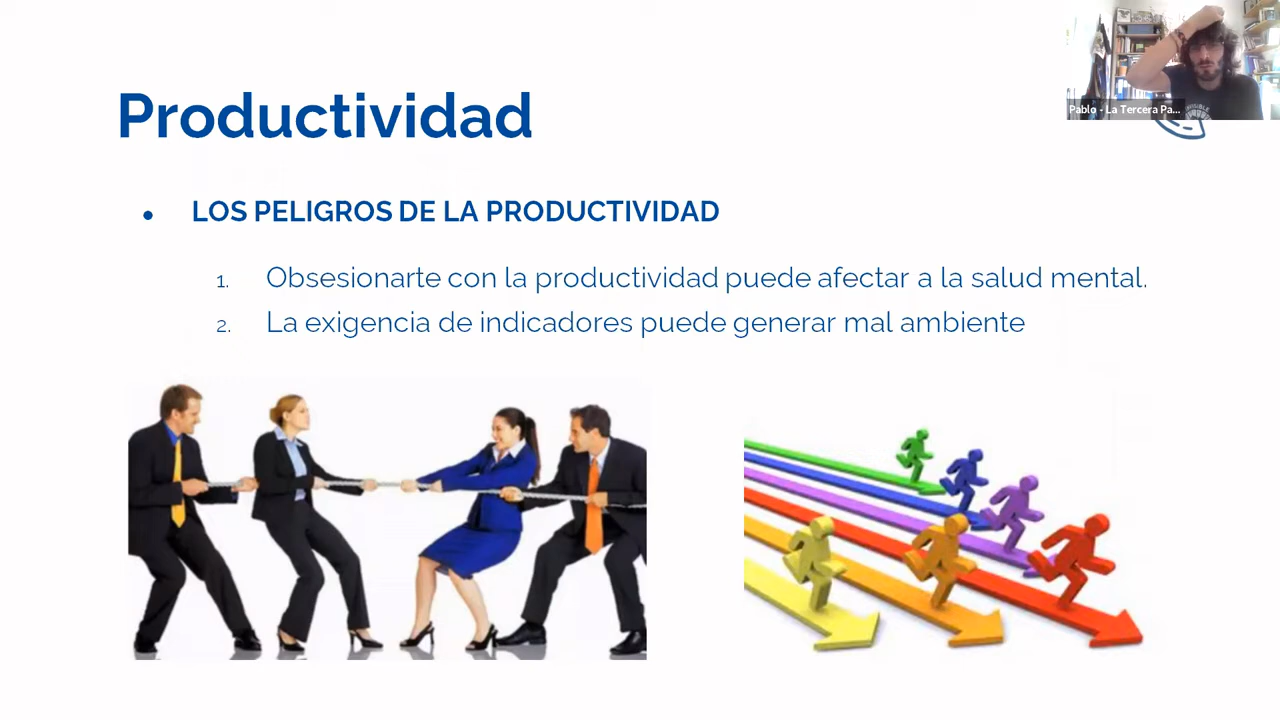 Productividad
Pablo - La Tercera Pa...
• LOS PELIGROS DE LA PRODUCTIVIDAD
1. Obsesionarte con la productividad puede afectar a la salud mental.
2. La exigencia de indicadores puede generar mal ambiente